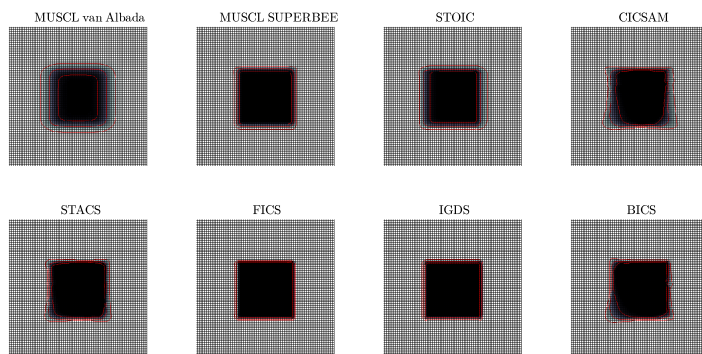 MUSCL van Albada
MUSCL SUPERBEE
STOIC
CICSAM
STACS
FICS
IGDS
BICS